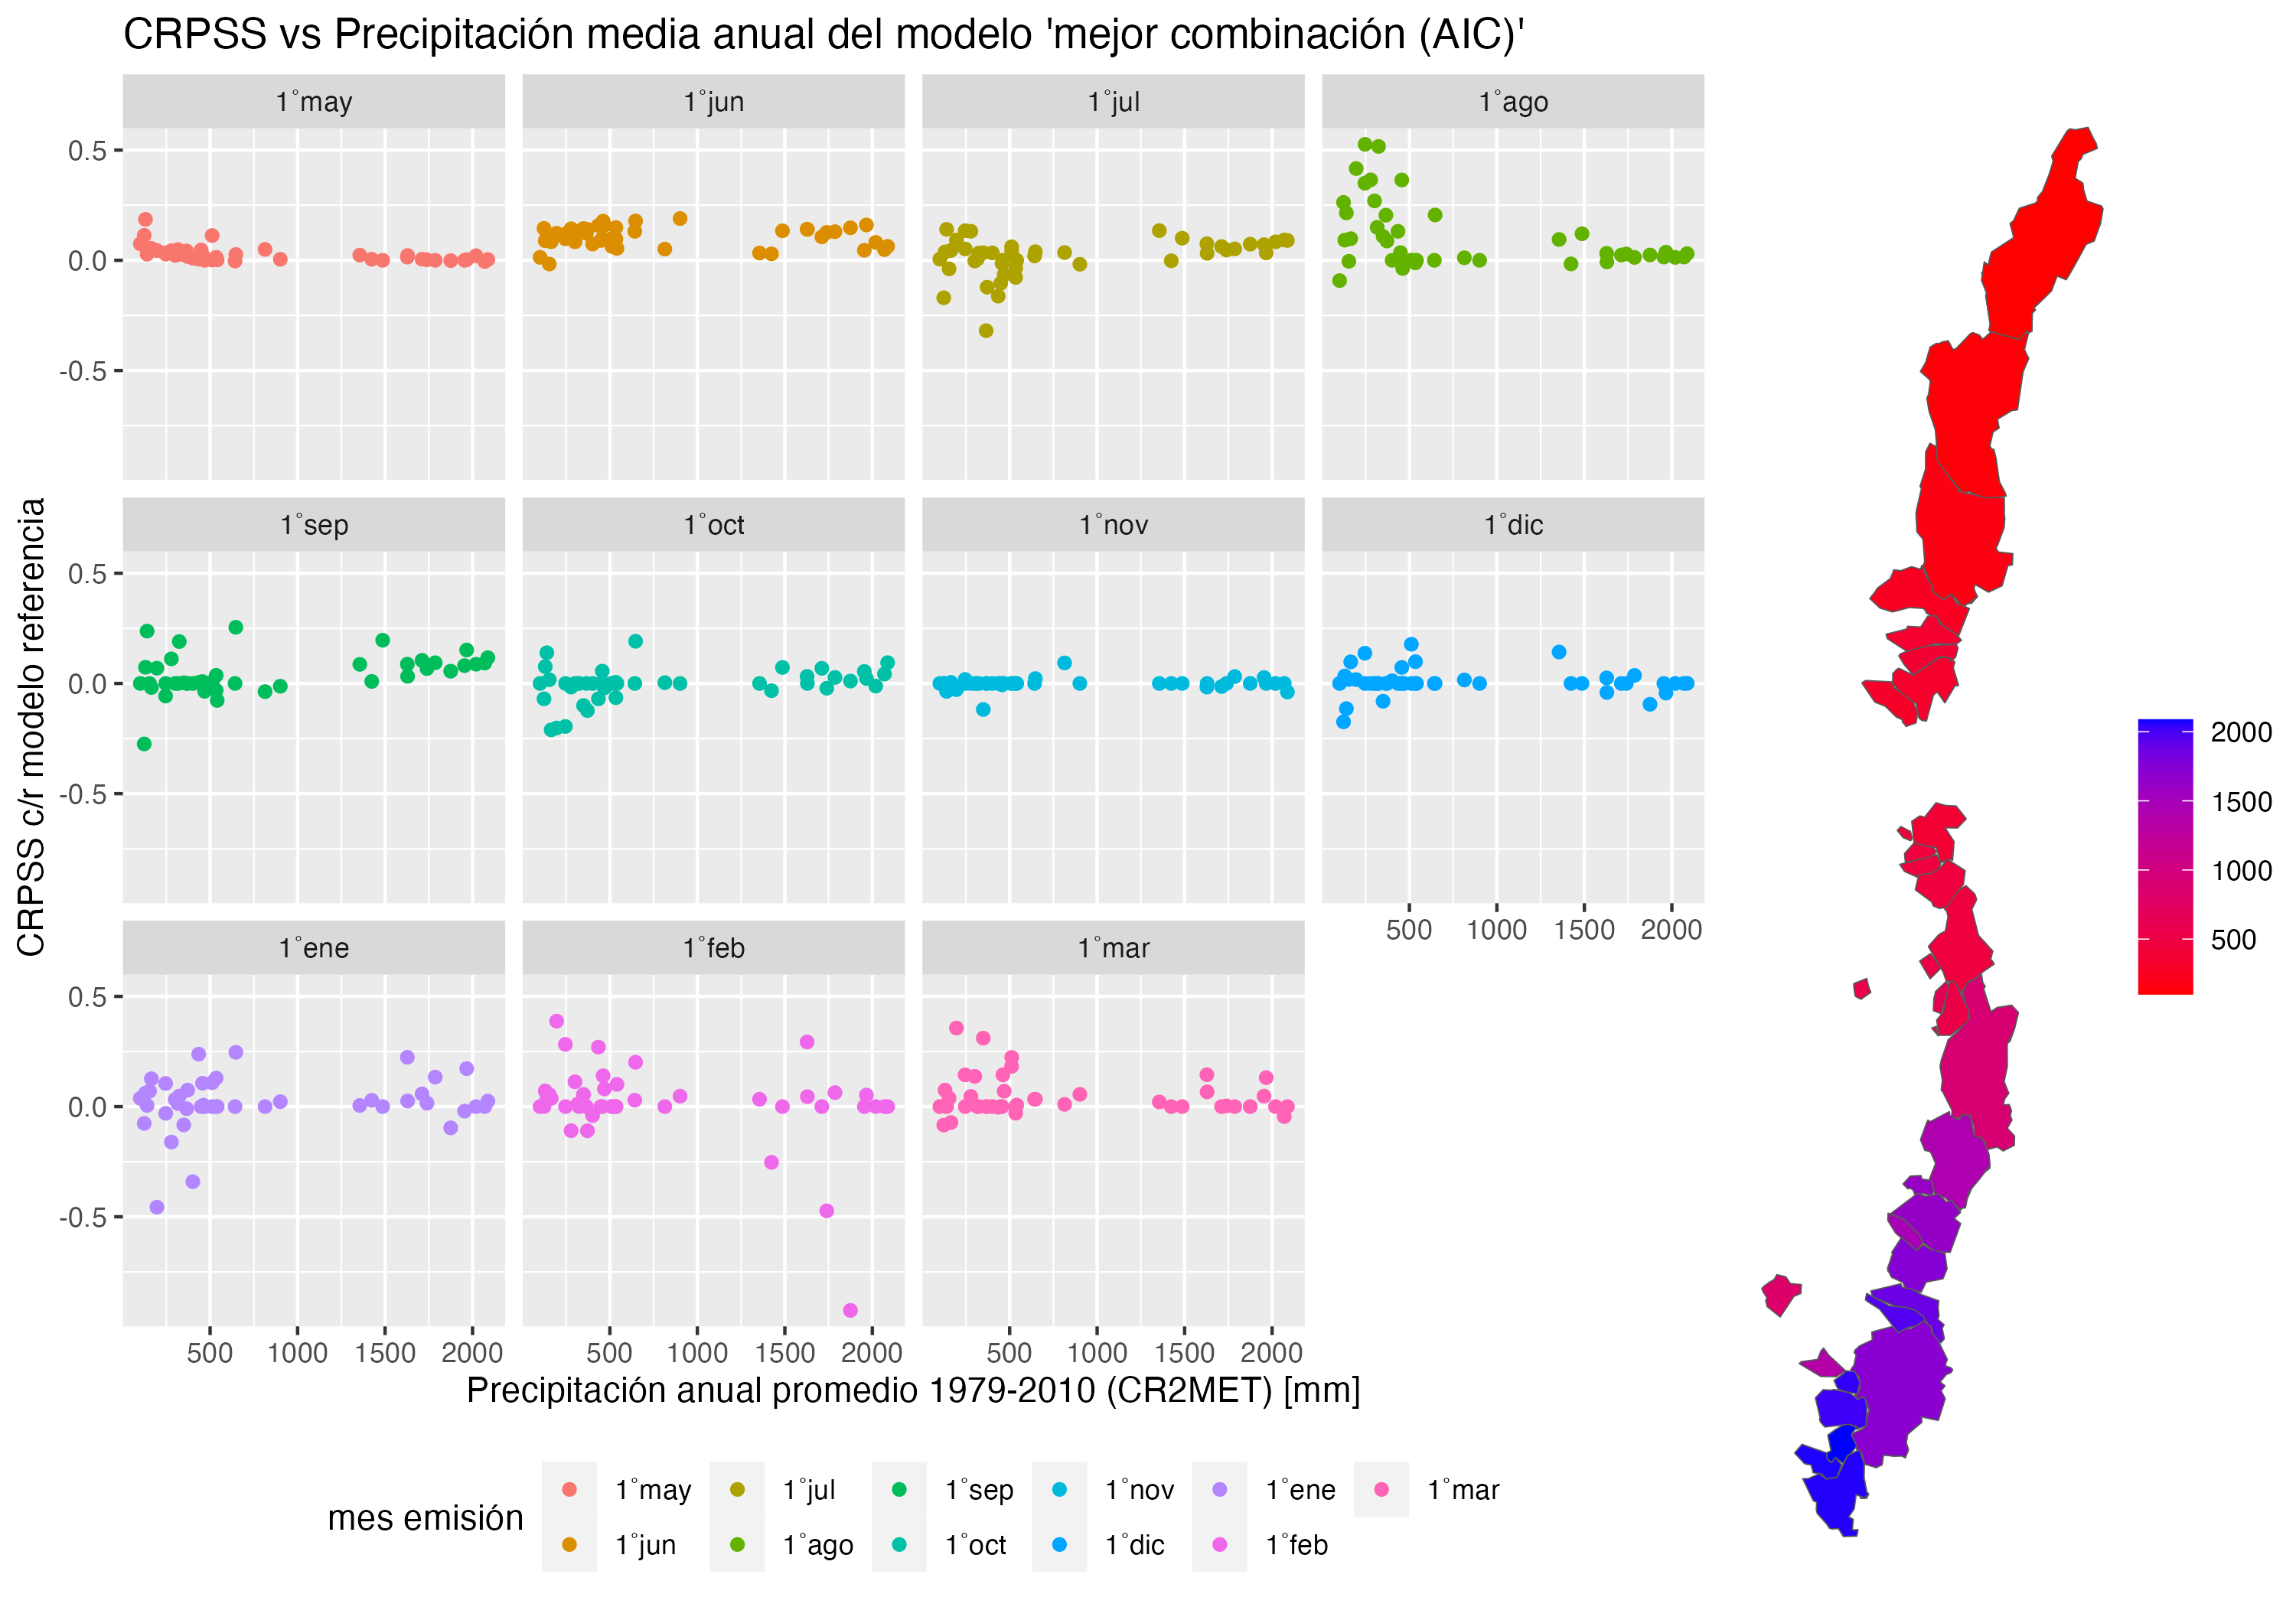 CRPSS vs Precipitación media anual del modelo 'mejor combinación (AIC)'
1°may
1°jun
1°jul
1°ago
0.5
0.0
-0.5
1°sep
1°oct
1°nov
1°dic
0.5
0.0
-0.5
500 1000 1500 2000
1°ene
1°feb
1°mar
0.5
0.0
-0.5
500 1000 1500 2000
500 1000 1500 2000
500 1000 1500 2000
CRPSS c/r modelo referencia
Precipitación anual promedio 1979-2010 (CR2MET) [mm]
mes emisión
1°may
1°jul
1°sep
1°nov
1°ene
1°mar
1°jun
1°ago
1°oct
1°dic
1°feb
2000
1500
1000
500